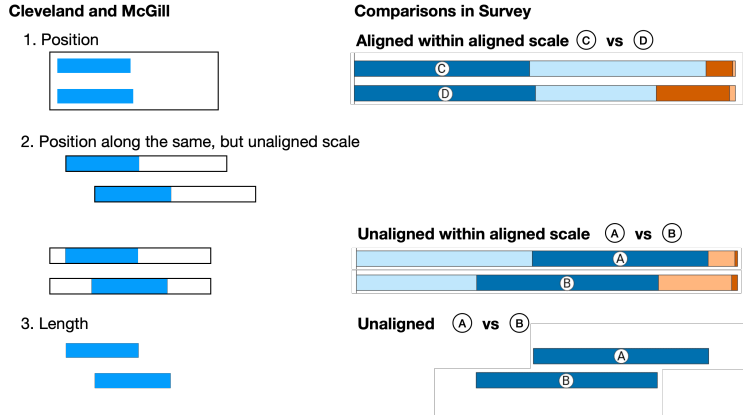 Cleveland and McGill
Comparisons in Survey
1. Position
Aligned within aligned scale C vs D
C
D
2. Position along the same, but unaligned scale
Unaligned within aligned scale A vs B
A
B
3. Length
Unaligned A vs B
A
B